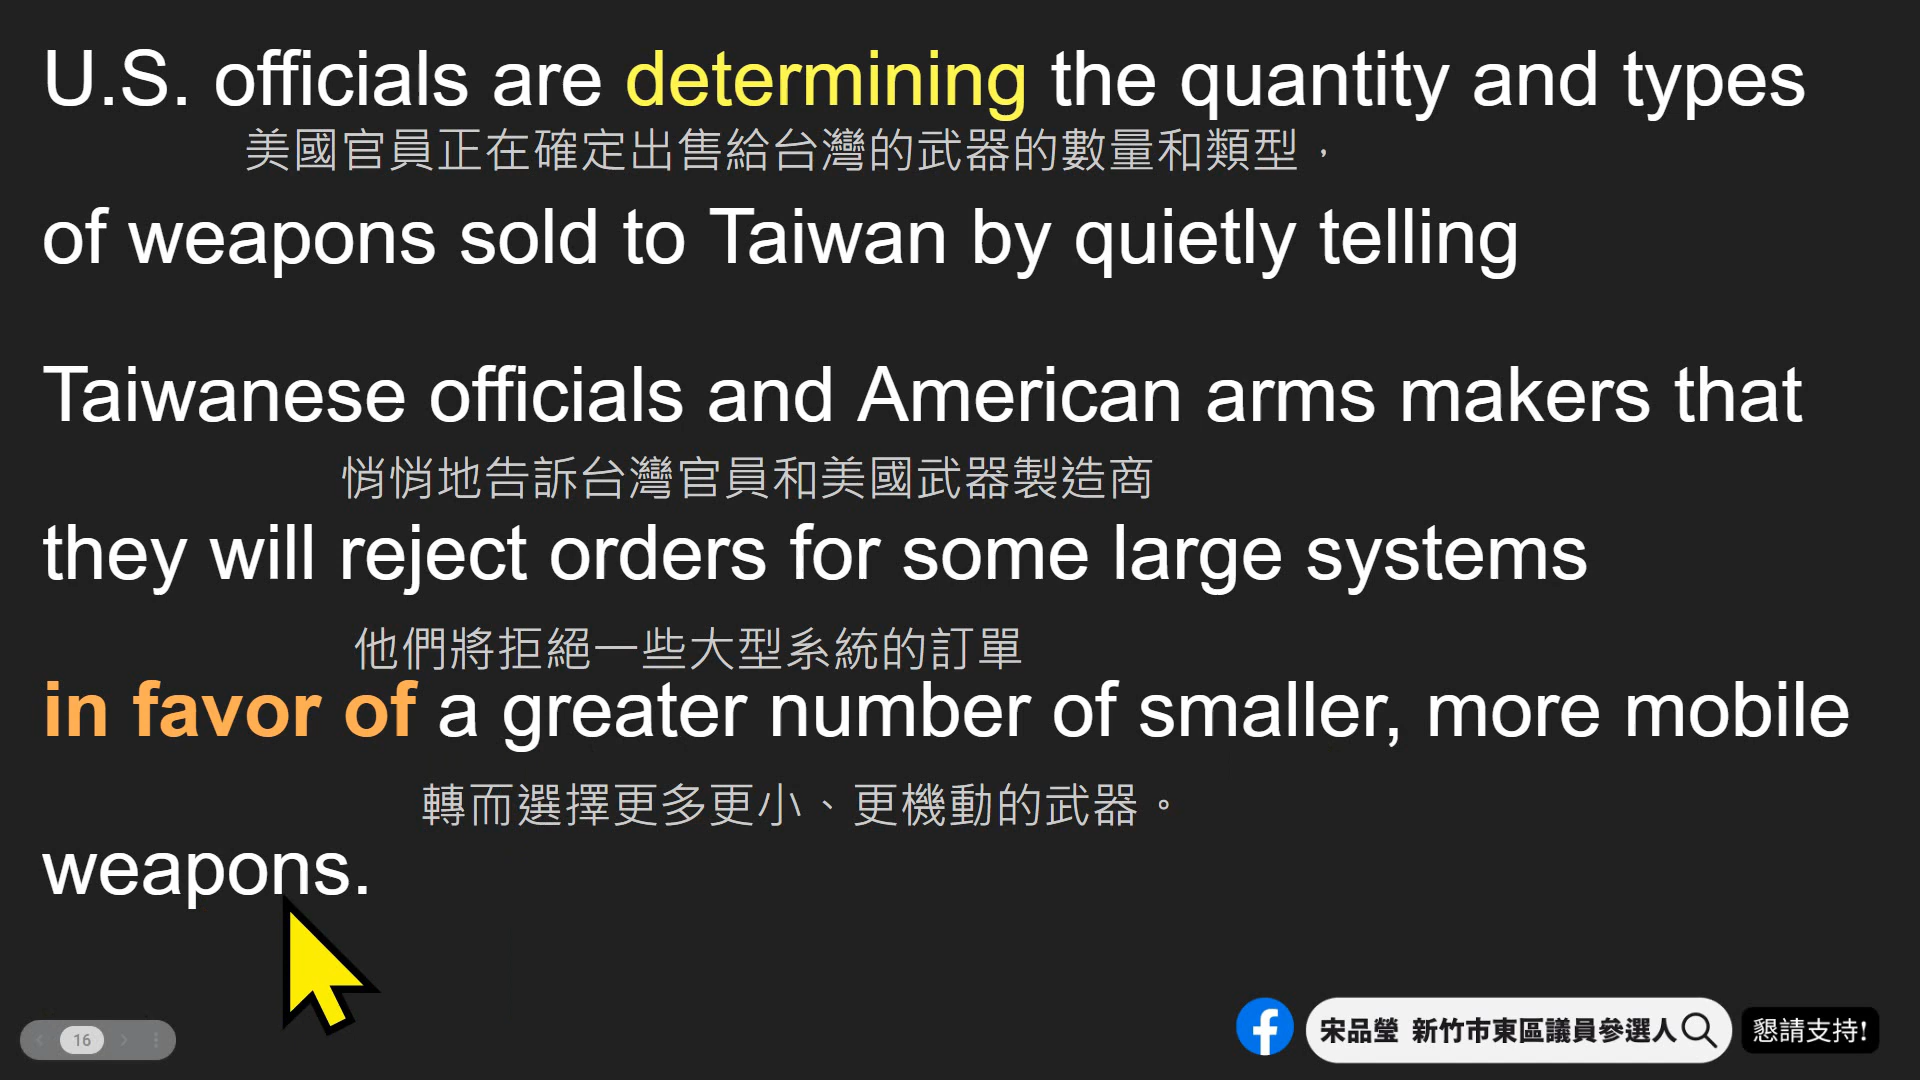 U.S. officials are determining the quantity and types
美國官員正在確定出售給台灣的武器的數量和類型，
of weapons sold to Taiwan by quietly telling
Taiwanese officials and American arms makers that
悄悄地告訴台灣官員和美國武器製造商
they will reject orders for some large systems
他們將拒絕一些大型系統的訂單
in favor of a greater number of smaller, more mobile
轉而選擇更多更小、更機動的武器。
weapons.
16
宋品瑩 新竹市東區議員參選人
懇請支持!